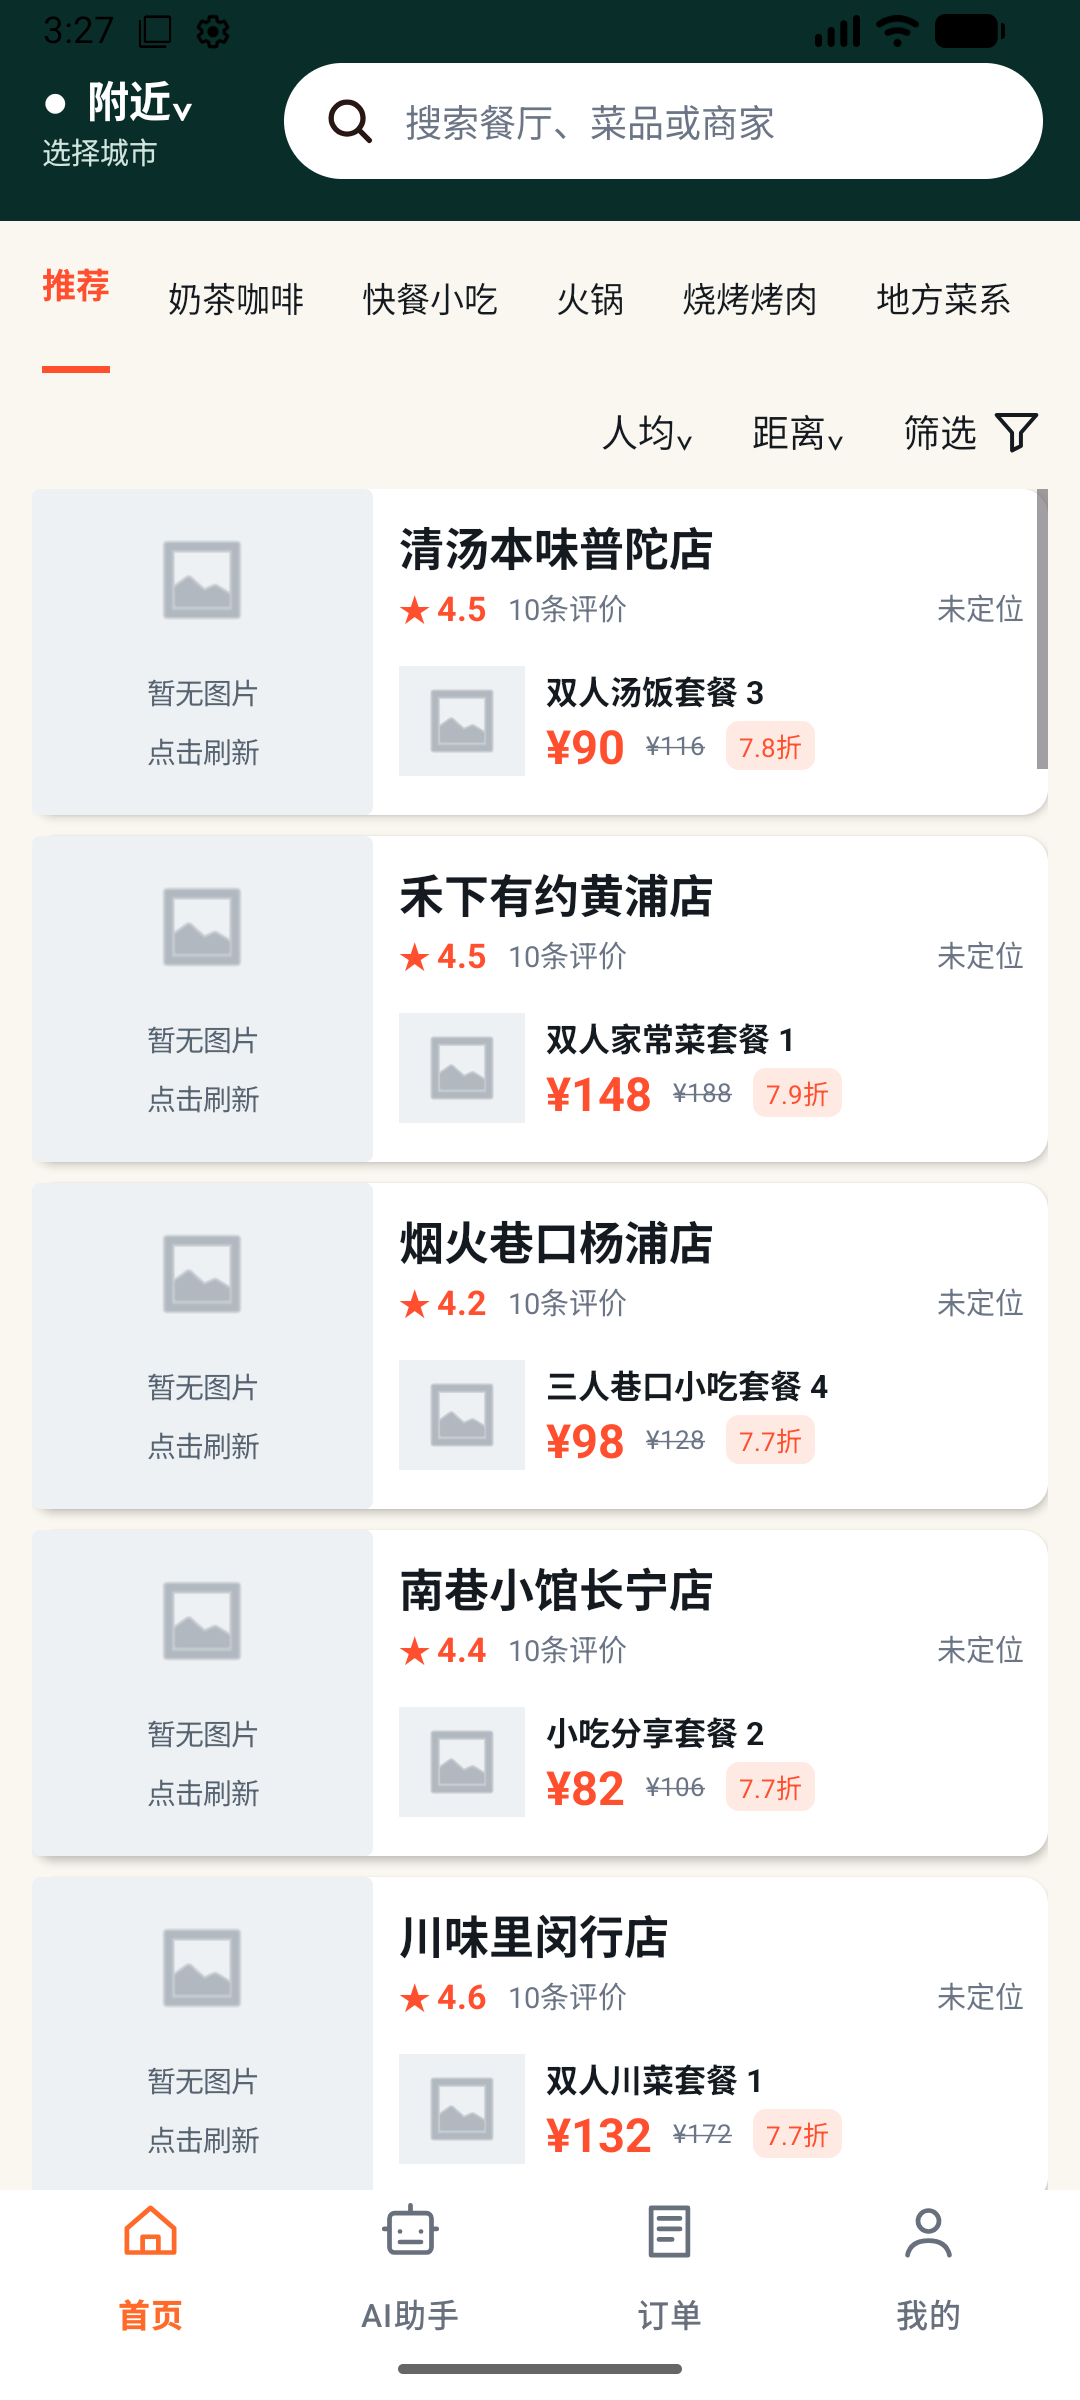 3:27
附近
选择城市
搜索餐厅、菜品或商家
推荐 奶茶咖啡 快餐小吃 火锅 烧烤烤肉 地方菜系
人均 距离 筛选
暂无图片
点击刷新
清汤本味普陀店
★ 4.5 10条评价 未定位
双人汤饭套餐 3
¥90 ¥116 7.8折
暂无图片
点击刷新
禾下有约黄浦店
★ 4.5 10条评价 未定位
双人家常菜套餐 1
¥148 ¥188 7.9折
暂无图片
点击刷新
烟火巷口杨浦店
★ 4.2 10条评价 未定位
三人巷口小吃套餐 4
¥98 ¥128 7.7折
暂无图片
点击刷新
南巷小馆长宁店
★ 4.4 10条评价 未定位
小吃分享套餐 2
¥82 ¥106 7.7折
暂无图片
点击刷新
川味里闵行店
★ 4.6 10条评价 未定位
双人川菜套餐 1
¥132 ¥172 7.7折
首页 AI助手 订单 我的